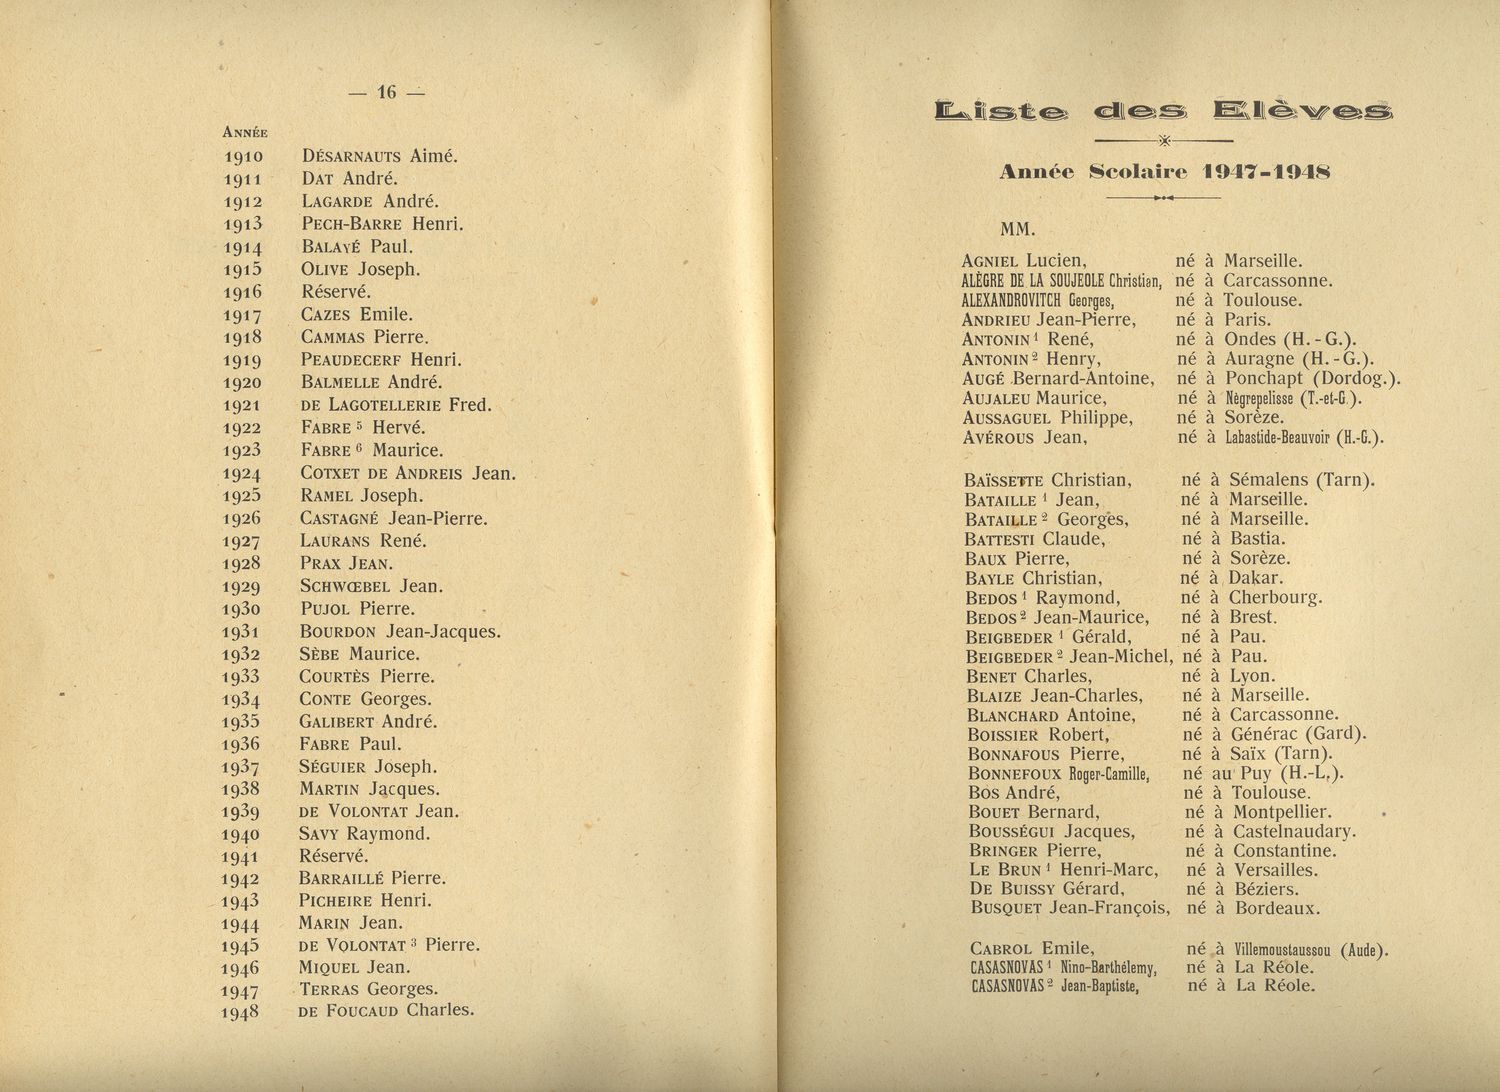 — 16 —
ANNÉE
1910 DÉSARNAUTS Aimé.
1911 DAT André.
1912 LAGARDE André.
1913 PECH-BARRE Henri.
1914 BALAYÉ Paul.
1915 OLIVE Joseph.
1916 Réservé.
1917 CAZES Emile.
1918 CAMMAS Pierre.
1919 PEAUDECERF Henri.
1920 BALMELLE André.
1921 DE LAGOTELLERIE Fred.
1922 FABRE ⁵ Hervé.
1923 FABRE ⁶ Maurice.
1924 COTXET DE ANDREIS Jean.
1925 RAMEL Joseph.
1926 CASTAGNÉ Jean-Pierre.
1927 LAURANS René.
1928 PRAX JEAN.
1929 SCHWŒBEL Jean.
1930 PUJOL Pierre.
1931 BOURDON Jean-Jacques.
1932 SÈBE Maurice.
1933 COURTÈS Pierre.
1934 CONTE Georges.
1935 GALIBERT André.
1936 FABRE Paul.
1937 SÉGUIER Joseph.
1938 MARTIN Jacques.
1939 DE VOLONTAT Jean.
1940 SAVY Raymond.
1941 Réservé.
1942 BARRAILLÉ Pierre.
1943 PICHEIRE Henri.
1944 MARIN Jean.
1945 DE VOLONTAT ³ Pierre.
1946 MIQUEL Jean.
1947 TERRAS Georges.
1948 DE FOUCAUD Charles.
Liste des Elèves
Année Scolaire 1947-1948
MM.
AGNIEL Lucien, né à Marseille.
ALÈGRE DE LA SOUJEOLE Christian, né à Carcassonne.
ALEXANDROVITCH Georges, né à Toulouse.
ANDRIEU Jean-Pierre, né à Paris.
ANTONIN ¹ René, né à Ondes (H.-G.).
ANTONIN ² Henry, né à Auragne (H.-G.).
AUGÉ Bernard-Antoine, né à Ponchapt (Dordog.).
AUJALEU Maurice, né à Nègrepelisse (T.-et-G.).
AUSSAGUEL Philippe, né à Sorèze.
AVÉROUS Jean, né à Labastide-Beauvoir (H.-G.).
BAÏSSETTE Christian, né à Sémalens (Tarn).
BATAILLE ¹ Jean, né à Marseille.
BATAILLE ² Georges, né à Marseille.
BATTESTI Claude, né à Bastia.
BAUX Pierre, né à Sorèze.
BAYLE Christian, né à Dakar.
BEDOS ¹ Raymond, né à Cherbourg.
BEDOS ² Jean-Maurice, né à Brest.
BEIGBEDER ¹ Gérald, né à Pau.
BEIGBEDER ² Jean-Michel, né à Pau.
BENET Charles, né à Lyon.
BLAIZE Jean-Charles, né à Marseille.
BLANCHARD Antoine, né à Carcassonne.
BOISSIER Robert, né à Générac (Gard).
BONNAFOUS Pierre, né à Saïx (Tarn).
BONNEFOUX Roger-Camille, né au Puy (H.-L.).
BOS André, né à Toulouse.
BOUET Bernard, né à Montpellier.
BOUSSÉGUI Jacques, né à Castelnaudary.
BRINGER Pierre, né à Constantine.
LE BRUN ¹ Henri-Marc, né à Versailles.
DE BUISSY Gérard, né à Béziers.
BUSQUET Jean-François, né à Bordeaux.
CABROL Emile, né à Villemoustaussou (Aude).
CASASNOVAS ¹ Nino-Barthélemy, né à La Réole.
CASASNOVAS ² Jean-Baptiste, né à La Réole.